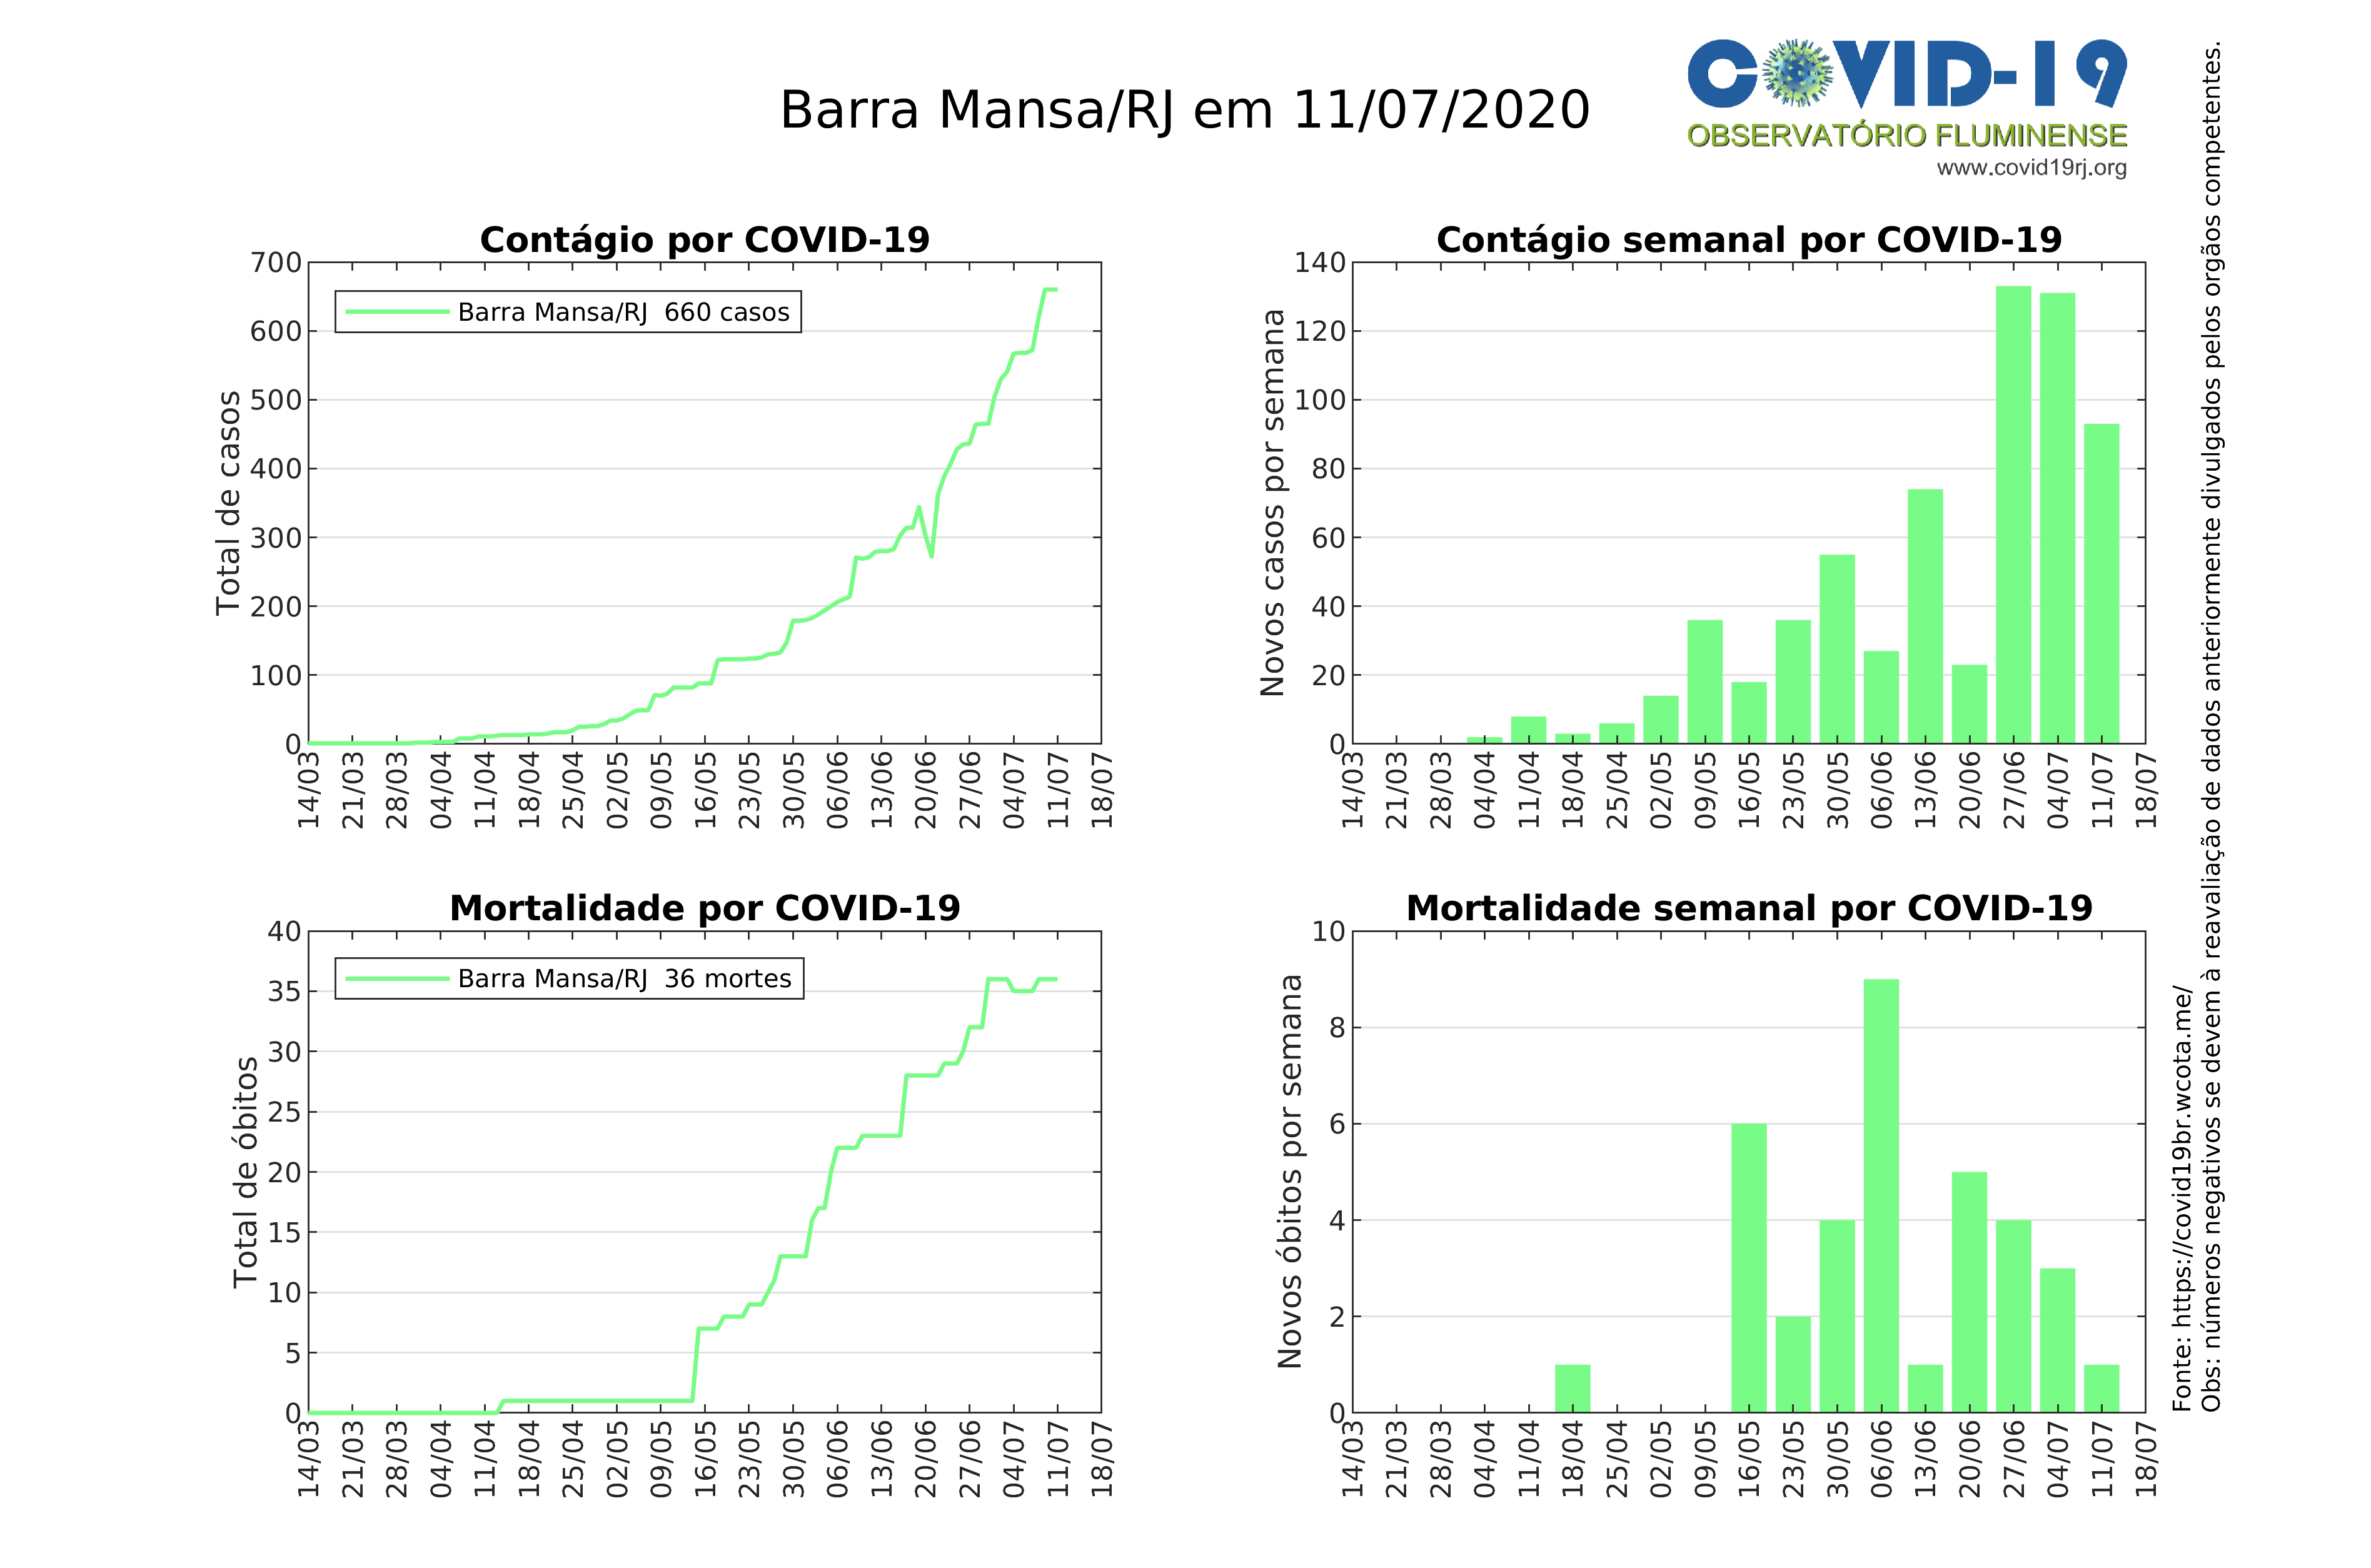 Barra Mansa/RJ em 11/07/2020
COVID-19
OBSERVATÓRIO FLUMINENSE
www.covid19rj.org
Contágio por COVID-19
Total de casos
700
600
500
400
300
200
100
0
Barra Mansa/RJ  660 casos
14/03 21/03 28/03 04/04 11/04 18/04 25/04 02/05 09/05 16/05 23/05 30/05 06/06 13/06 20/06 27/06 04/07 11/07 18/07
Contágio semanal por COVID-19
Novos casos por semana
140
120
100
80
60
40
20
0
14/03 21/03 28/03 04/04 11/04 18/04 25/04 02/05 09/05 16/05 23/05 30/05 06/06 13/06 20/06 27/06 04/07 11/07 18/07
Mortalidade por COVID-19
Total de óbitos
40
35
30
25
20
15
10
5
0
Barra Mansa/RJ  36 mortes
14/03 21/03 28/03 04/04 11/04 18/04 25/04 02/05 09/05 16/05 23/05 30/05 06/06 13/06 20/06 27/06 04/07 11/07 18/07
Mortalidade semanal por COVID-19
Novos óbitos por semana
10
8
6
4
2
0
14/03 21/03 28/03 04/04 11/04 18/04 25/04 02/05 09/05 16/05 23/05 30/05 06/06 13/06 20/06 27/06 04/07 11/07 18/07
Fonte: https://covid19br.wcota.me/
Obs: números negativos se devem à reavaliação de dados anteriormente divulgados pelos orgãos competentes.